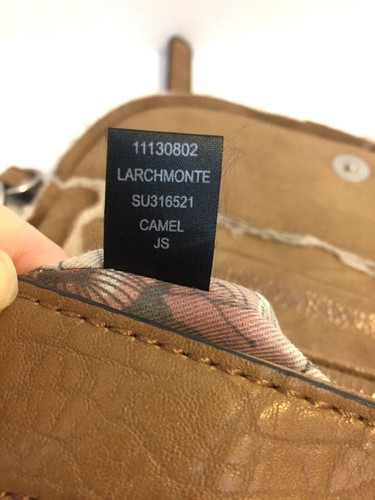 11130802
LARCHMONTE
SU316521
CAMEL
JS